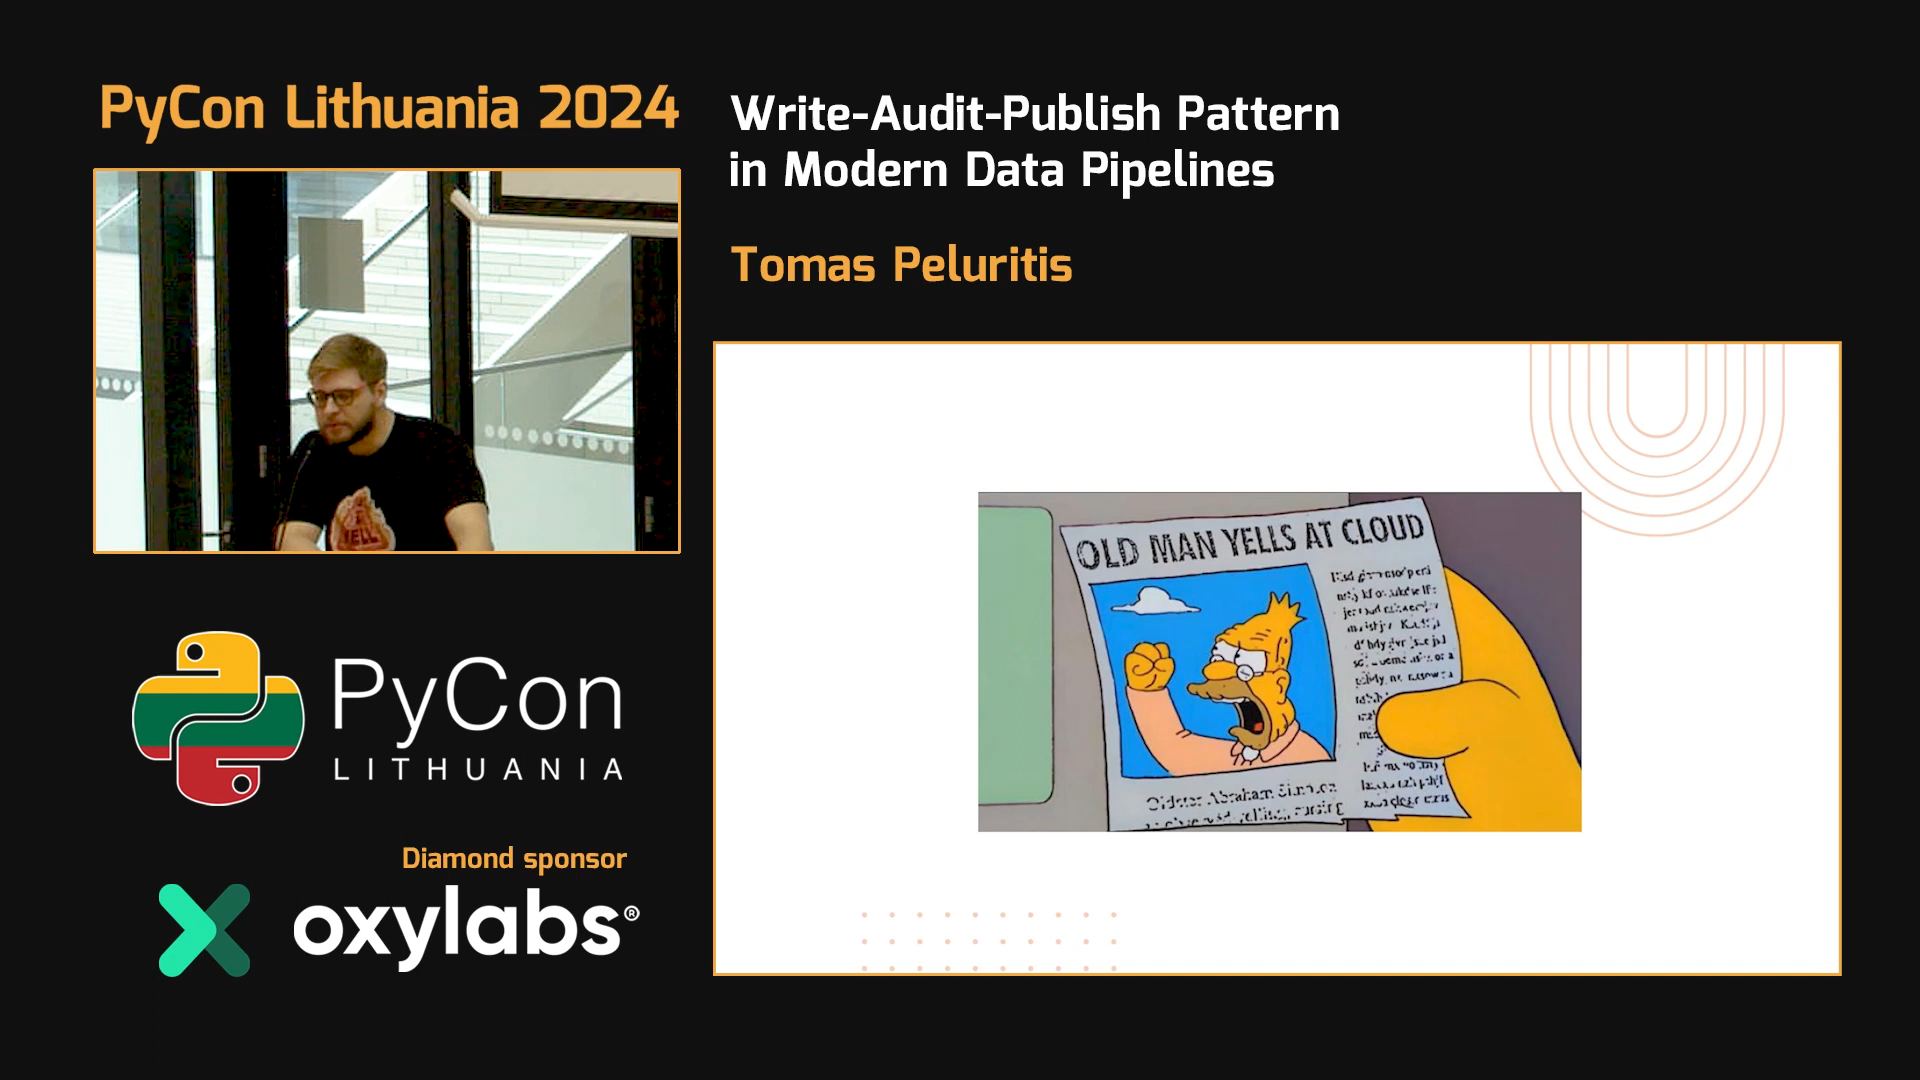 PyCon Lithuania 2024
Write-Audit-Publish Pattern
in Modern Data Pipelines
Tomas Peluritis
OLD MAN YELLS AT CLOUD
PyCon
LITHUANIA
Diamond sponsor
oxylabs®